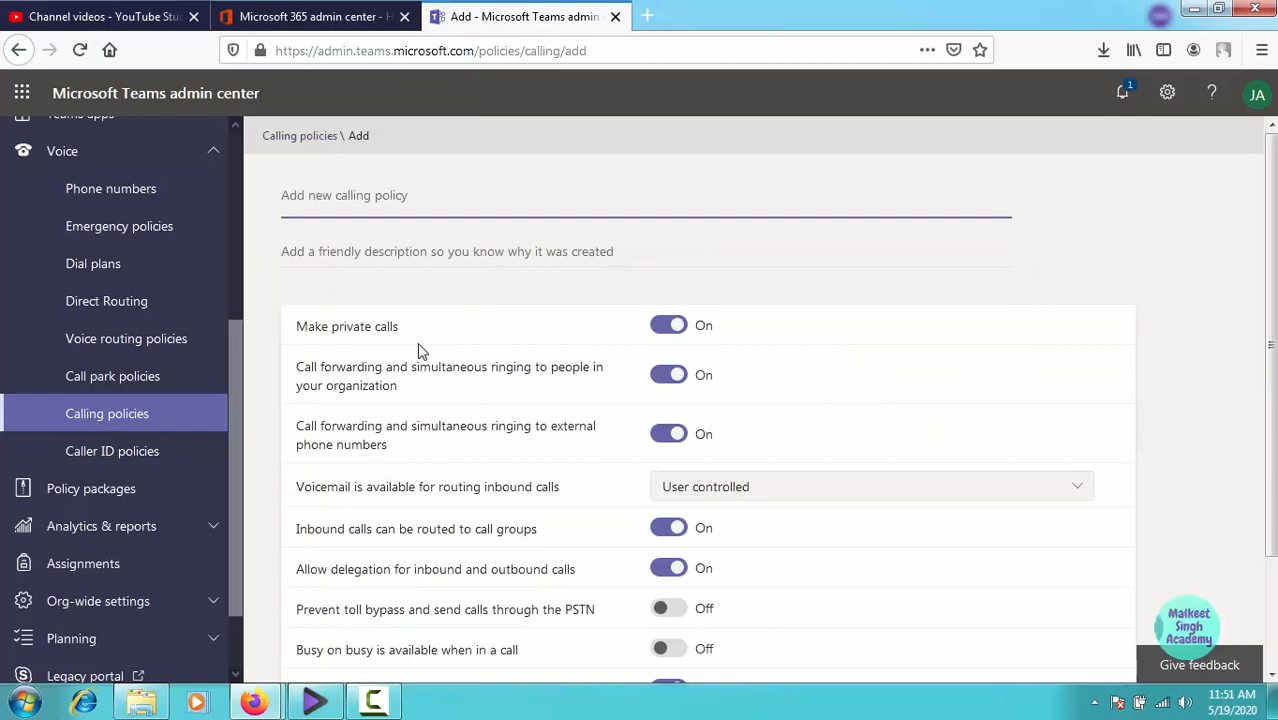 Channel videos - YouTube Stu
Microsoft 365 admin center - H
Add - Microsoft Teams admin
https://admin.teams.microsoft.com/policies/calling/add
Microsoft Teams admin center
1
JA
Teams apps
Voice
Phone numbers
Emergency policies
Dial plans
Direct Routing
Voice routing policies
Call park policies
Calling policies
Caller ID policies
Policy packages
Analytics & reports
Assignments
Org-wide settings
Planning
Legacy portal
Calling policies \ Add
Add new calling policy
Add a friendly description so you know why it was created
Make private calls
On
Call forwarding and simultaneous ringing to people in
your organization
On
Call forwarding and simultaneous ringing to external
phone numbers
On
Voicemail is available for routing inbound calls
User controlled
Inbound calls can be routed to call groups
On
Allow delegation for inbound and outbound calls
On
Prevent toll bypass and send calls through the PSTN
Off
Busy on busy is available when in a call
Off
Malkeet
Singh
Academy
Give feedback
11:51 AM
5/19/2020